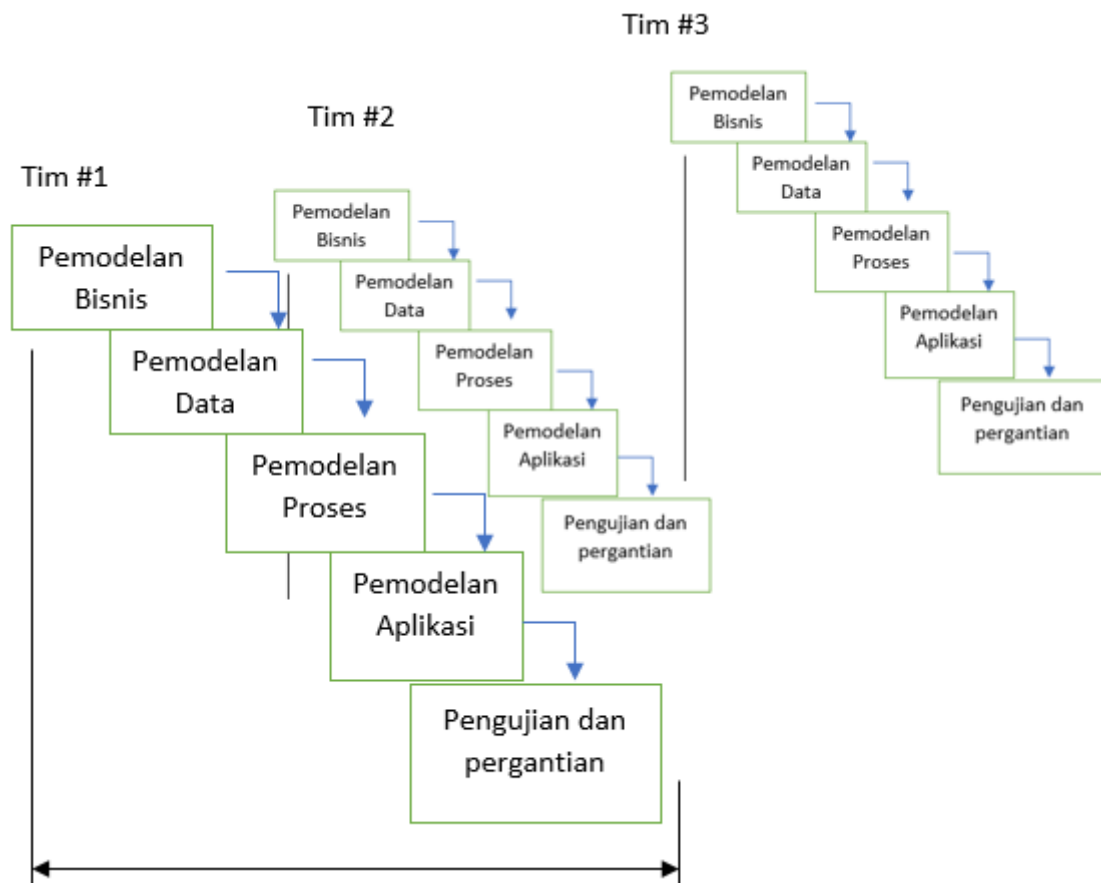 Tim #1
Pemodelan
Bisnis
Pemodelan
Data
Pemodelan
Proses
Pemodelan
Aplikasi
Pengujian dan
pergantian
Tim #2
Pemodelan
Bisnis
Pemodelan
Data
Pemodelan
Proses
Pemodelan
Aplikasi
Pengujian dan
pergantian
Tim #3
Pemodelan
Bisnis
Pemodelan
Data
Pemodelan
Proses
Pemodelan
Aplikasi
Pengujian dan
pergantian